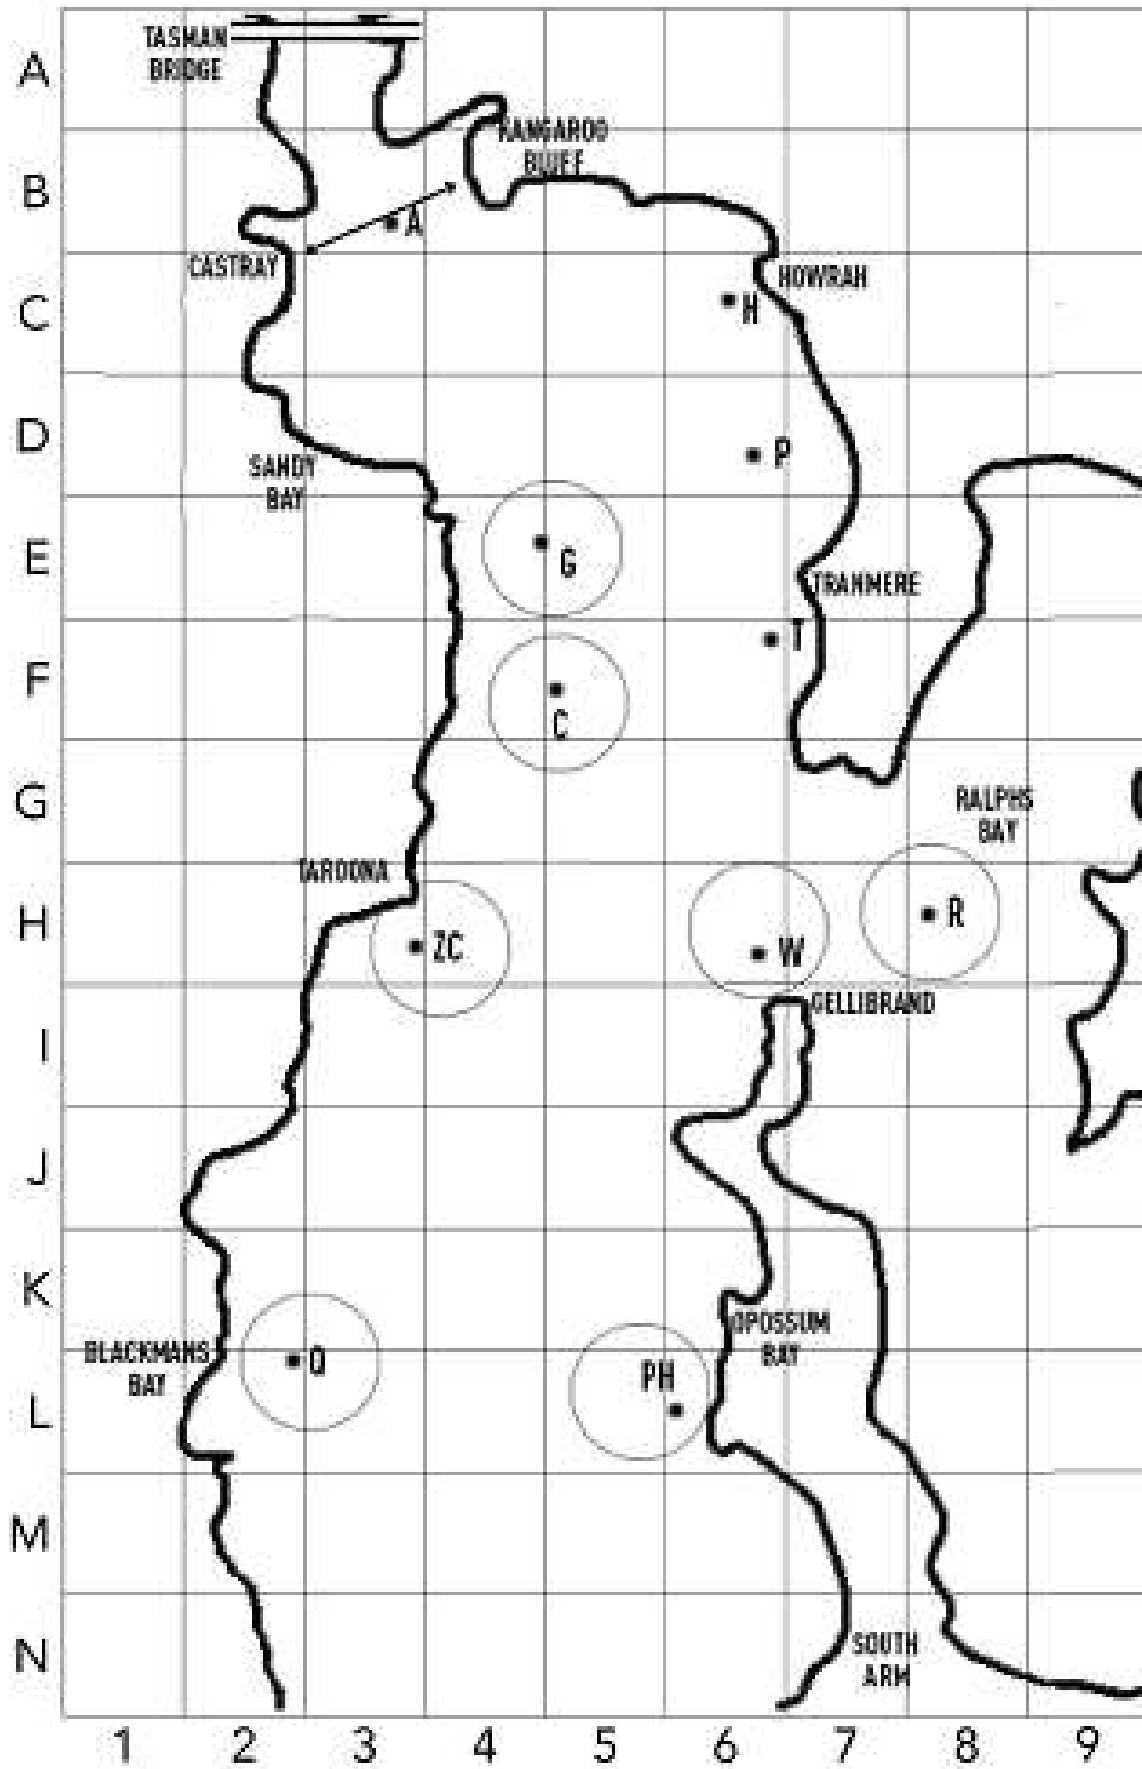 TASMAN
BRIDGE
A
KANGAROO
BLUFF
B
A
CASTRAY
HOWRAH
C
H
D
P
SANDY
BAY
E
G
TRANMERE
T
F
C
G
RALPHS
BAY
TAROONA
H
R
ZC
W
GELLIBRAND
I
J
K
OPOSSUM
BAY
BLACKMANS
BAY
O
PH
L
M
SOUTH
ARM
N
1 2 3 4 5 6 7 8 9